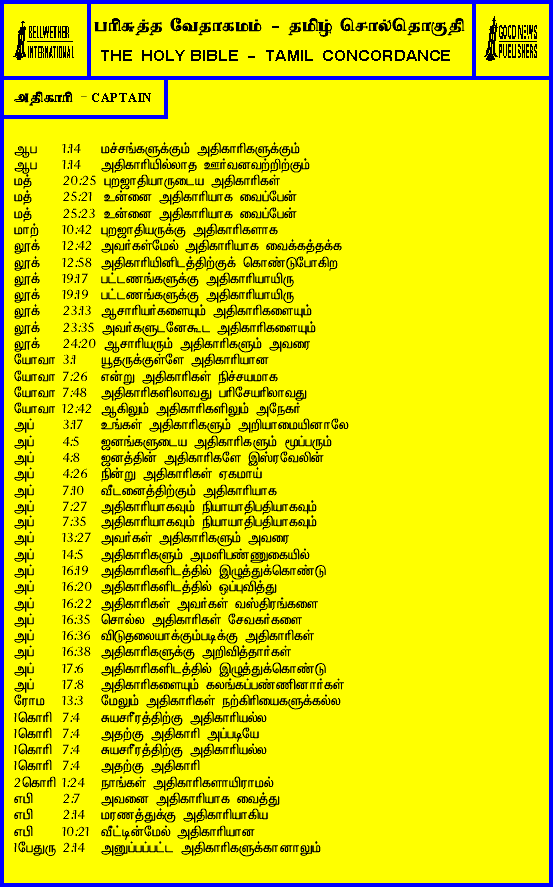 BELLWETHER
INTERNATIONAL
பரிசுத்த வேதாகமம் - தமிழ் சொல்தொகுதி
THE HOLY BIBLE - TAMIL CONCORDANCE
GOOD NEWS
PUBLISHERS
அதிகாரி - CAPTAIN
ஆப 1:14 மச்சங்களுக்கும் அதிகாரிகளுக்கும்
ஆப 1:14 அதிகாரியில்லாத ஊர்வனவற்றிற்கும்
மத் 20:25 புறஜாதியாருடைய அதிகாரிகள்
மத் 25:21 உன்னை அதிகாரியாக வைப்பேன்
மத் 25:23 உன்னை அதிகாரியாக வைப்பேன்
மாற் 10:42 புறஜாதியருக்கு அதிகாரிகளாக
லூக் 12:42 அவர்கள்மேல் அதிகாரியாக வைக்கத்தக்க
லூக் 12:58 அதிகாரியினிடத்திற்குக் கொண்டுபோகிற
லூக் 19:17 பட்டணங்களுக்கு அதிகாரியாயிரு
லூக் 19:19 பட்டணங்களுக்கு அதிகாரியாயிரு
லூக் 23:13 ஆசாரியர்களையும் அதிகாரிகளையும்
லூக் 23:35 அவர்களுடனேகூட அதிகாரிகளையும்
லூக் 24:20 ஆசாரியரும் அதிகாரிகளும் அவரை
யோவா 3:1 யூதருக்குள்ளே அதிகாரியான
யோவா 7:26 என்று அதிகாரிகள் நிச்சயமாக
யோவா 7:48 அதிகாரிகளிலாவது பரிசேயரிலாவது
யோவா 12:42 ஆகிலும் அதிகாரிகளிலும் அநேகர்
அப் 3:17 உங்கள் அதிகாரிகளும் அறியாமையினாலே
அப் 4:5 ஜனங்களுடைய அதிகாரிகளும் மூப்பரும்
அப் 4:8 ஜனத்தின் அதிகாரிகளே இஸ்ரவேலின்
அப் 4:26 நின்று அதிகாரிகள் ஏகமாய்
அப் 7:10 வீடனைத்திற்கும் அதிகாரியாக
அப் 7:27 அதிகாரியாகவும் நியாயாதிபதியாகவும்
அப் 7:35 அதிகாரியாகவும் நியாயாதிபதியாகவும்
அப் 13:27 அவர்கள் அதிகாரிகளும் அவரை
அப் 14:5 அதிகாரிகளும் அமளிபண்ணுகையில்
அப் 16:19 அதிகாரிகளிடத்தில் இழுத்துக்கொண்டு
அப் 16:20 அதிகாரிகளிடத்தில் ஒப்புவித்து
அப் 16:22 அதிகாரிகள் அவர்கள் வஸ்திரங்களை
அப் 16:35 சொல்ல அதிகாரிகள் சேவகர்களை
அப் 16:36 விடுதலையாக்கும்படிக்கு அதிகாரிகள்
அப் 16:38 அதிகாரிகளுக்கு அறிவித்தார்கள்
அப் 17:6 அதிகாரிகளிடத்தில் இழுத்துக்கொண்டு
அப் 17:8 அதிகாரிகளையும் கலங்கப்பண்ணினார்கள்
ரோம 13:3 மேலும் அதிகாரிகள் நற்கிரியைகளுக்கல்ல
1கொரி 7:4 சுயசரீரத்திற்கு அதிகாரியல்ல
1கொரி 7:4 அதற்கு அதிகாரி அப்படியே
1கொரி 7:4 சுயசரீரத்திற்கு அதிகாரியல்ல
1கொரி 7:4 அதற்கு அதிகாரி
2கொரி 1:24 நாங்கள் அதிகாரிகளாயிராமல்
எபி 2:7 அவனை அதிகாரியாக வைத்து
எபி 2:14 மரணத்துக்கு அதிகாரியாகிய
எபி 10:21 வீட்டின்மேல் அதிகாரியான
1பேதுரு 2:14 அனுப்பப்பட்ட அதிகாரிகளுக்கானாலும்